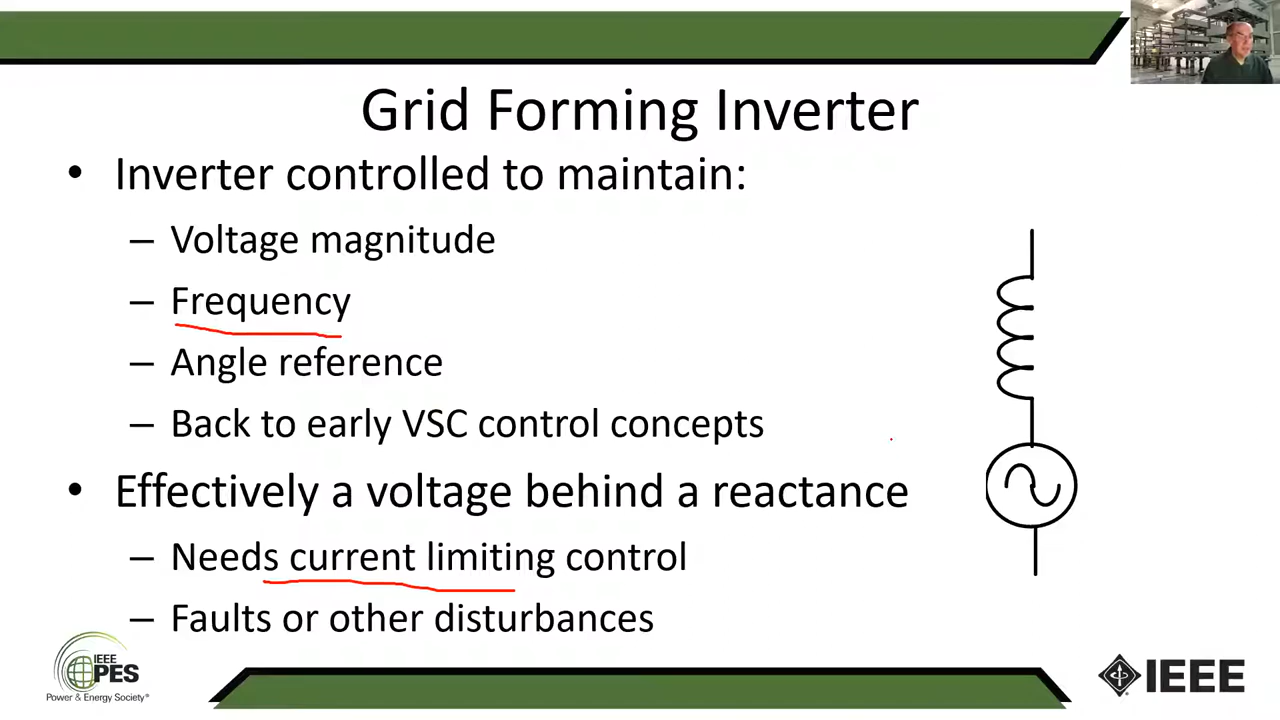 Grid Forming Inverter
• Inverter controlled to maintain:
– Voltage magnitude
– Frequency
– Angle reference
– Back to early VSC control concepts
• Effectively a voltage behind a reactance
– Needs current limiting control
– Faults or other disturbances
IEEE
PES
Power & Energy Society®
IEEE